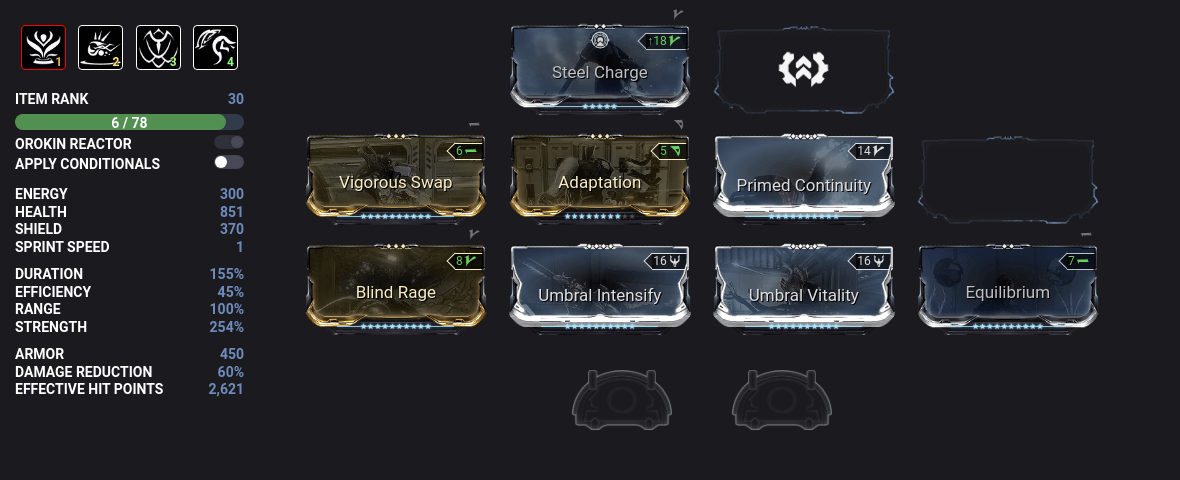 1 2 3 4
ITEM RANK 30
6 / 78
OROKIN REACTOR
APPLY CONDITIONALS
ENERGY 300
HEALTH 851
SHIELD 370
SPRINT SPEED 1
DURATION 155%
EFFICIENCY 45%
RANGE 100%
STRENGTH 254%
ARMOR 450
DAMAGE REDUCTION 60%
EFFECTIVE HIT POINTS 2,621
↑18
Steel Charge
6
Vigorous Swap
5
Adaptation
14
Primed Continuity
8
Blind Rage
16
Umbral Intensify
16
Umbral Vitality
7
Equilibrium